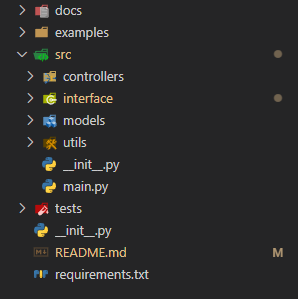 docs
examples
src
controllers
interface
models
utils
__init__.py
main.py
tests
__init__.py
README.md M
requirements.txt